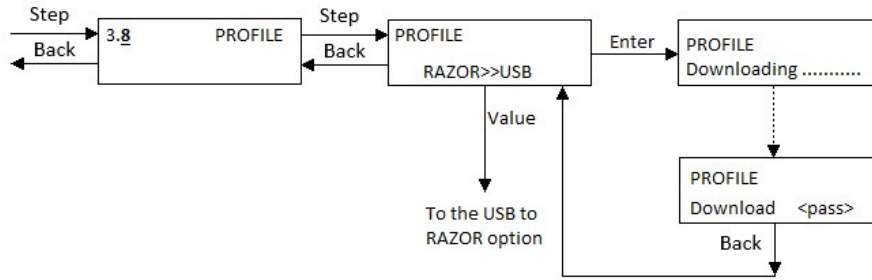 Step
Back
3.8 PROFILE
Step
Back
PROFILE
RAZOR>>USB
Enter
PROFILE
Downloading ...........
Value
To the USB to
RAZOR option
PROFILE
Download <pass>
Back